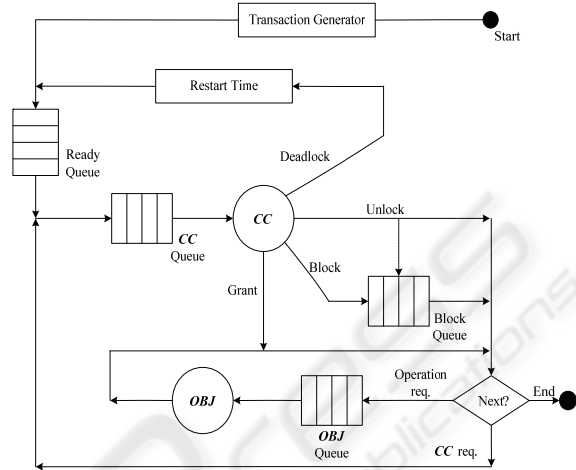 Transaction Generator
Start
Restart Time
Deadlock
Ready
Queue
CC
Unlock
CC
Queue
Block
Grant
Block
Queue
Operation
req.
Next?
End
OBJ
OBJ
Queue
CC req.